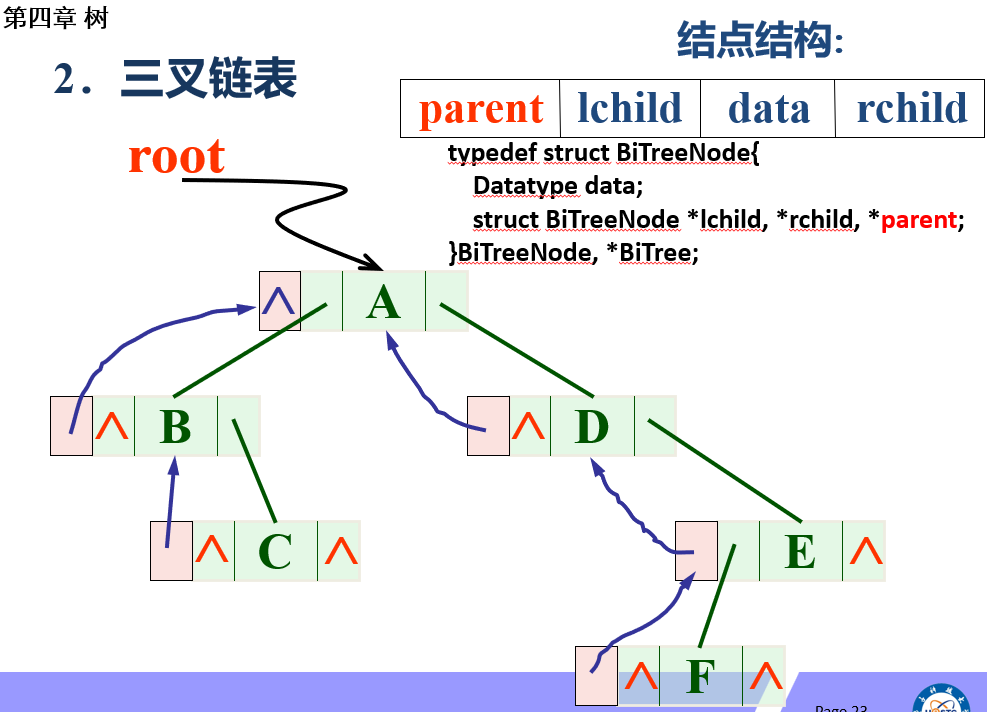 第四章 树
结点结构:
2．三叉链表
parent lchild data rchild
root
typedef struct BiTreeNode{
Datatype data;
struct BiTreeNode *lchild, *rchild, *parent;
}BiTreeNode, *BiTree;
∧ A
∧ B
∧ D
∧ C ∧
E ∧
∧ F ∧
Page 23